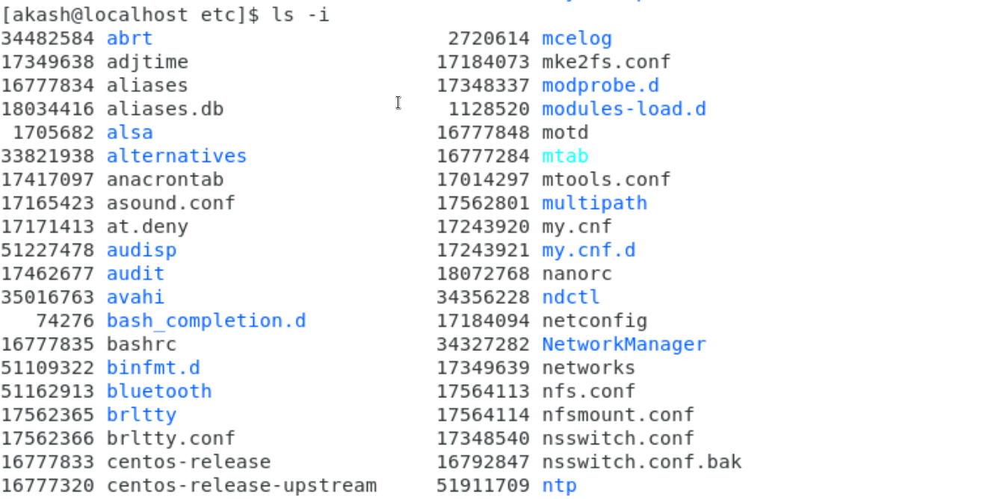 [akash@localhost etc]$ ls -i
34482584 abrt 2720614 mcelog
17349638 adjtime 17184073 mke2fs.conf
16777834 aliases 17348337 modprobe.d
18034416 aliases.db 1128520 modules-load.d
1705682 alsa 16777848 motd
33821938 alternatives 16777284 mtab
17417097 anacrontab 17014297 mtools.conf
17165423 asound.conf 17562801 multipath
17171413 at.deny 17243920 my.cnf
51227478 audisp 17243921 my.cnf.d
17462677 audit 18072768 nanorc
35016763 avahi 34356228 ndctl
74276 bash_completion.d 17184094 netconfig
16777835 bashrc 34327282 NetworkManager
51109322 binfmt.d 17349639 networks
51162913 bluetooth 17564113 nfs.conf
17562365 brltty 17564114 nfsmount.conf
17562366 brltty.conf 17348540 nsswitch.conf
16777833 centos-release 16792847 nsswitch.conf.bak
16777320 centos-release-upstream 51911709 ntp